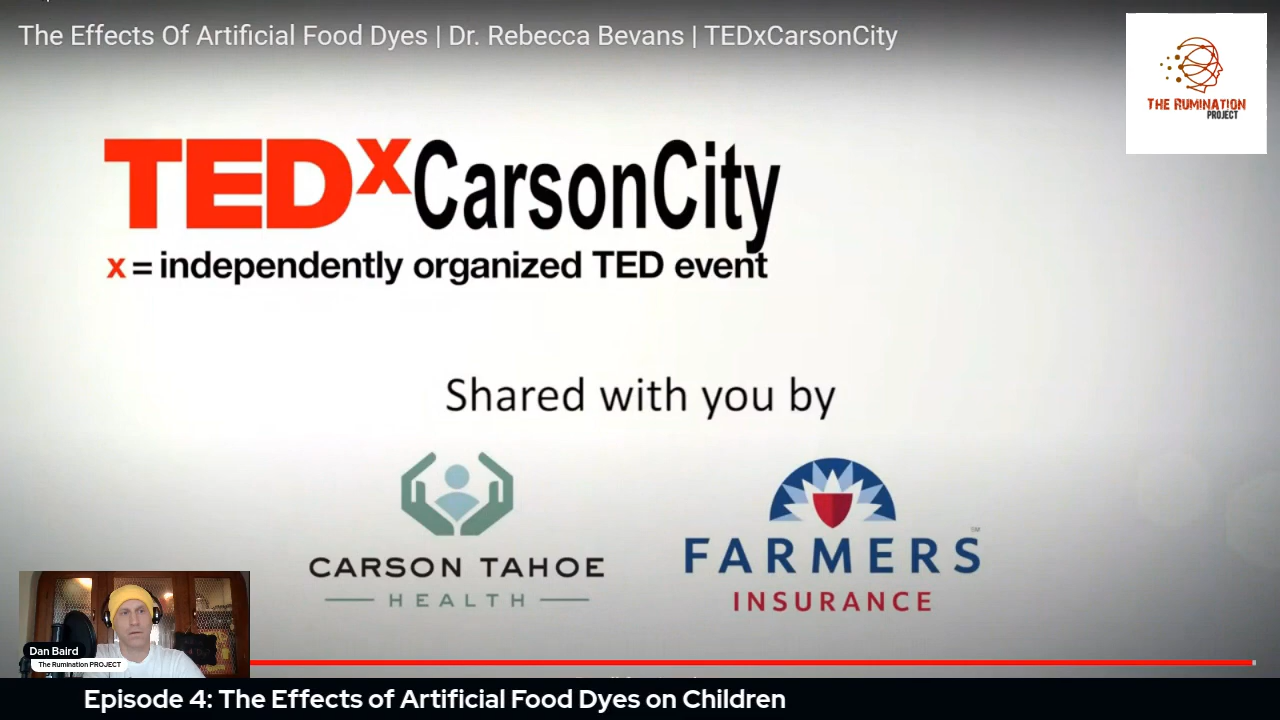 The Effects Of Artificial Food Dyes | Dr. Rebecca Bevans | TEDxCarsonCity
THE RUMINATION
PROJECT
TEDxCarsonCity
x = independently organized TED event
Shared with you by
CARSON TAHOE
HEALTH
FARMERS
INSURANCE
TM
Dan Baird
The Rumination PROJECT
Episode 4: The Effects of Artificial Food Dyes on Children